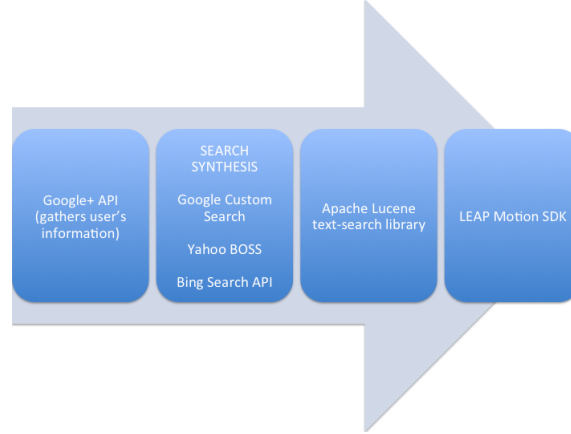 Google+ API
(gathers user's
information)
SEARCH
SYNTHESIS
Google Custom
Search
Yahoo BOSS
Bing Search API
Apache Lucene
text-search library
LEAP Motion SDK